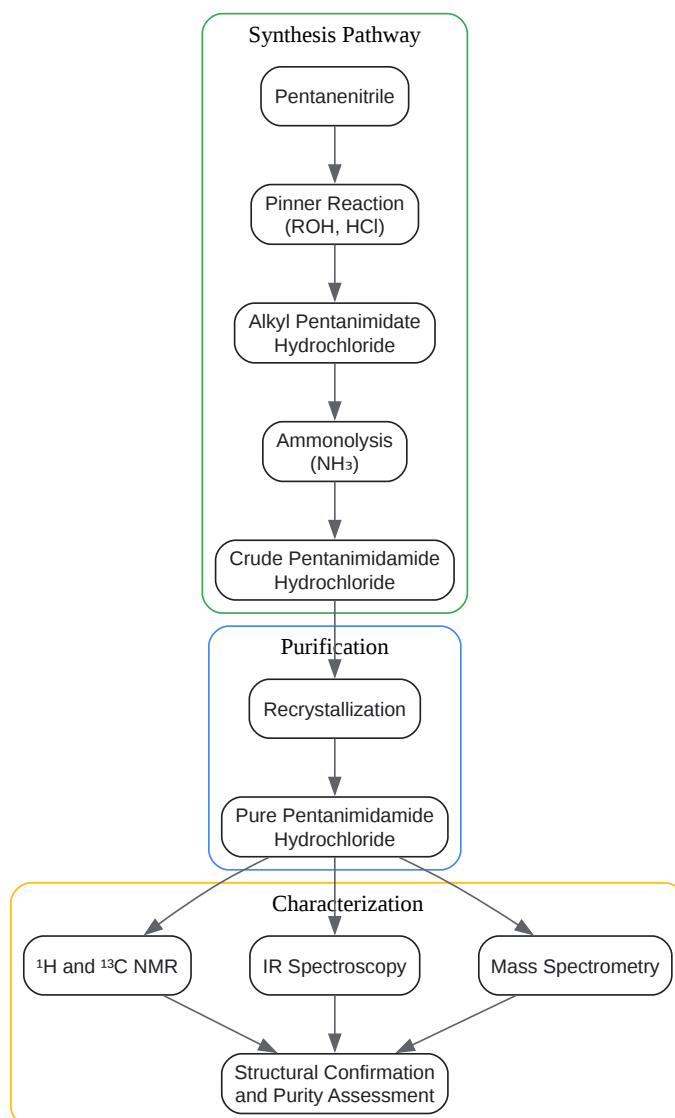 Synthesis Pathway
Pentanenitrile
Pinner Reaction
(ROH, HCl)
Alkyl Pentanimidate
Hydrochloride
Ammonolysis
(NH₃)
Crude Pentanimidamide
Hydrochloride
Purification
Recrystallization
Pure Pentanimidamide
Hydrochloride
Characterization
¹H and ¹³C NMR
IR Spectroscopy
Mass Spectrometry
Structural Confirmation
and Purity Assessment